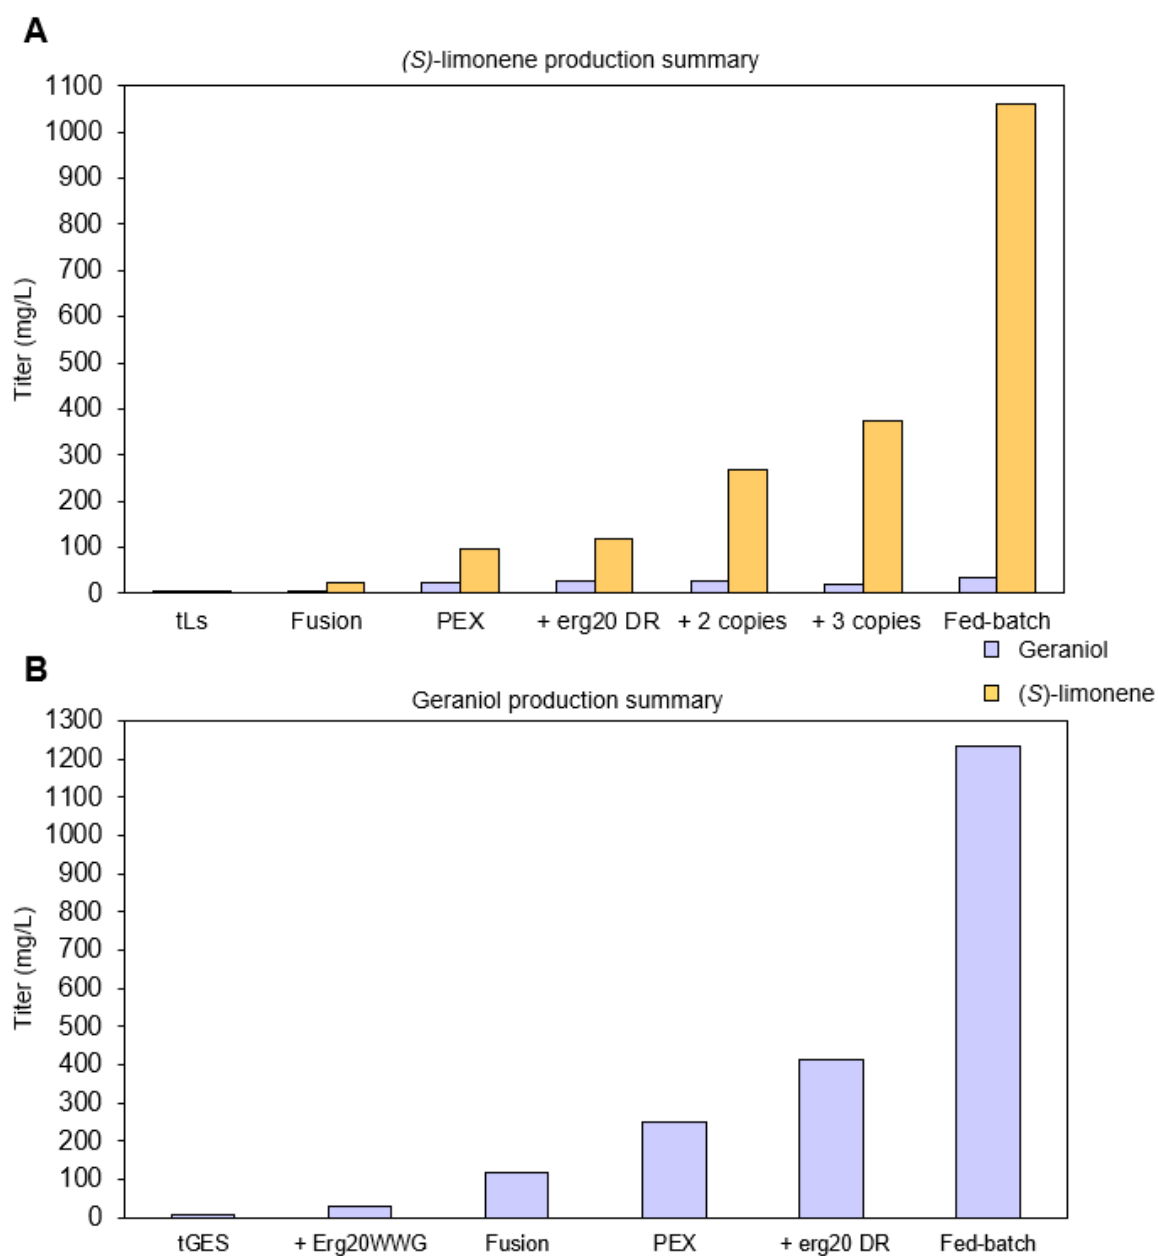 A
(S)-limonene production summary
1100
1000
900
800
700
600
500
400
300
200
100
0
Titer (mg/L)
tLs Fusion PEX + erg20 DR + 2 copies + 3 copies Fed-batch
Geraniol
(S)-limonene
B
Geraniol production summary
1300
1200
1100
1000
900
800
700
600
500
400
300
200
100
0
Titer (mg/L)
tGES + Erg20WWG Fusion PEX + erg20 DR Fed-batch